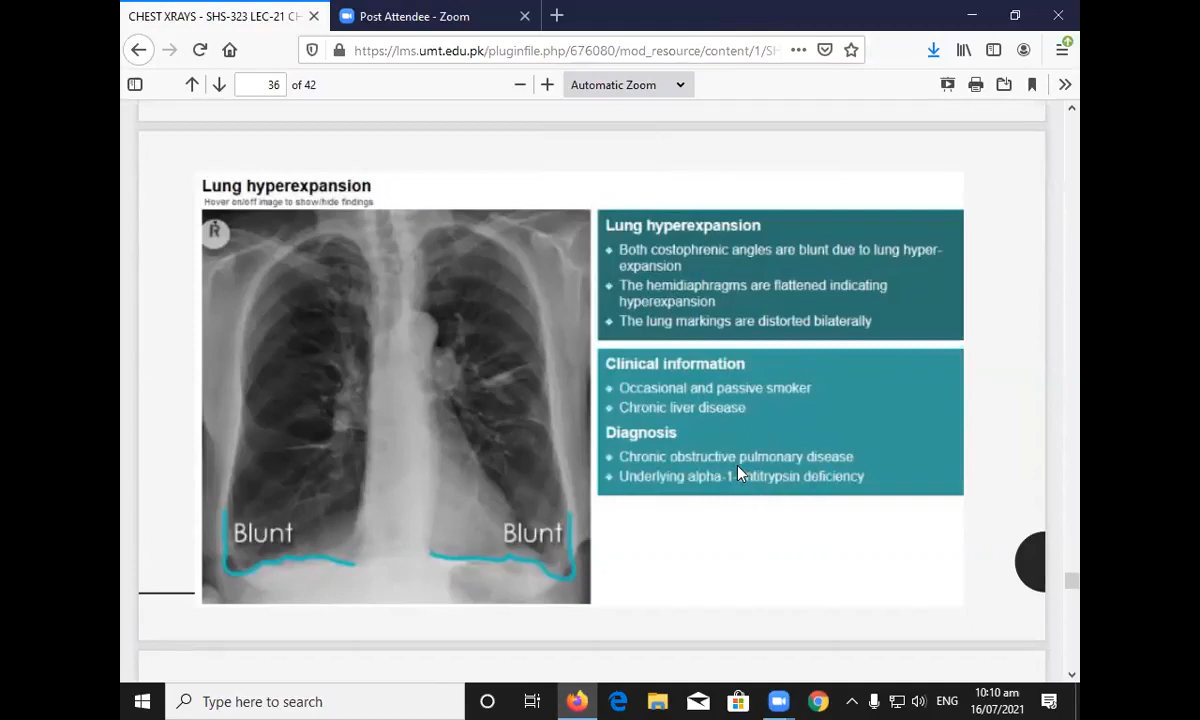 CHEST XRAYS - SHS-323 LEC-21 CH
Post Attendee - Zoom
https://lms.umt.edu.pk/pluginfile.php/676080/mod_resource/content/1/SH
36 of 42
Automatic Zoom
Lung hyperexpansion
Hover on/off image to show/hide findings
R
Blunt
Blunt
Lung hyperexpansion
Both costophrenic angles are blunt due to lung hyper-
expansion
The hemidiaphragms are flattened indicating
hyperexpansion
The lung markings are distorted bilaterally
Clinical information
Occasional and passive smoker
Chronic liver disease
Diagnosis
Chronic obstructive pulmonary disease
Underlying alpha-1 antitrypsin deficiency
Type here to search
ENG
10:10 am
16/07/2021